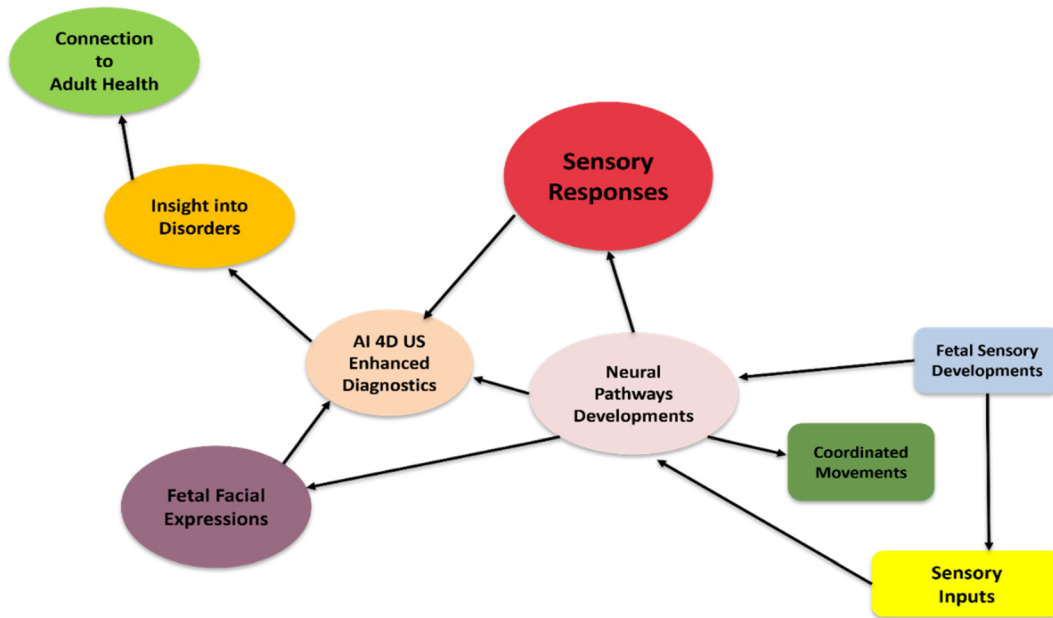 Connection
to
Adult Health
Sensory
Responses
Insight into
Disorders
AI 4D US
Enhanced
Diagnostics
Neural
Pathways
Developments
Fetal Sensory
Developments
Coordinated
Movements
Fetal Facial
Expressions
Sensory
Inputs